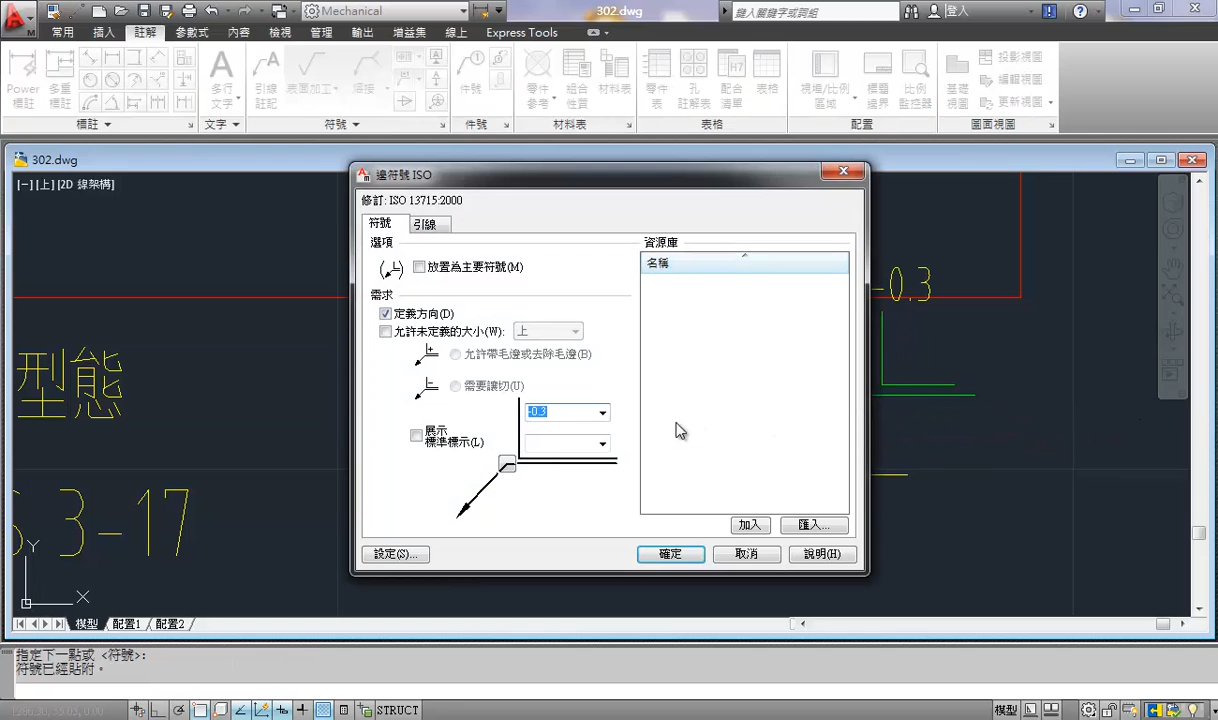 Mechanical
302.dwg
鍵入關鍵字或片語
登入
常用 插入 註解 參數式 內容 檢視 管理 輸出 增益集 線上 Express Tools
Power 標註
多重 標註
多行 文字
引線 註記
表面加工
熔接
件號
零件 參考
組合 性質
材料表
零件 表
孔 註解表
配合 清單
表格
視埠/比例 區域
標題 邊界
比例 監控器
基礎 視圖
投影視圖
編輯視圖
更新視圖
標註 文字 符號 件號 材料表 表格 配置 圖面視圖
302.dwg
[−][上][2D 線架構]
邊符號 ISO
修訂: ISO 13715:2000
符號 引線
選項
放置為主要符號(M)
需求
定義方向(D)
允許未定義的大小(W): 上
允許帶毛邊或去除毛邊(B)
需要讓切(U)
-0.3
展示
標準標示(L)
資源庫
名稱
加入 匯入...
設定(S)... 確定 取消 說明(H)
-0.3
型態
3-17
Y
X
模型 配置1 配置2
指定下一點或 <符號>:
符號已經貼附。
STRUCT
模型